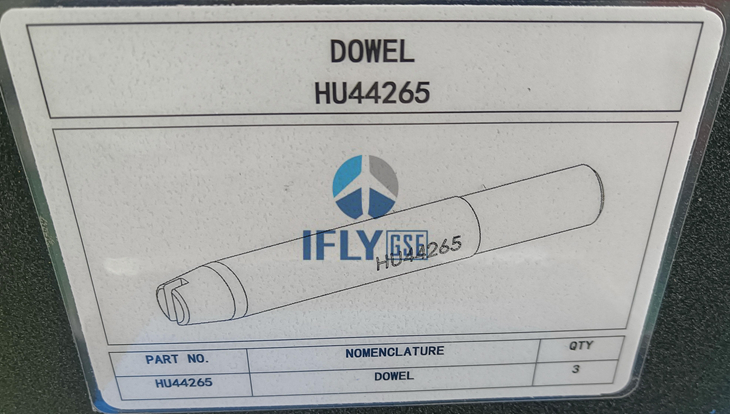 DOWEL
HU44265
IFLY GSE
HU44265
PART NO. NOMENCLATURE QTY
HU44265 DOWEL 3